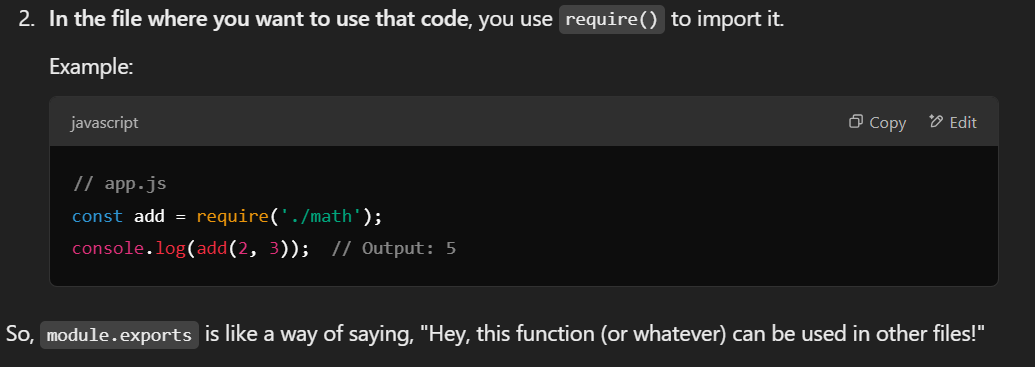 2. In the file where you want to use that code, you use require() to import it.
Example:
javascript Copy Edit
// app.js
const add = require('./math');
console.log(add(2, 3)); // Output: 5
So, module.exports is like a way of saying, "Hey, this function (or whatever) can be used in other files!"